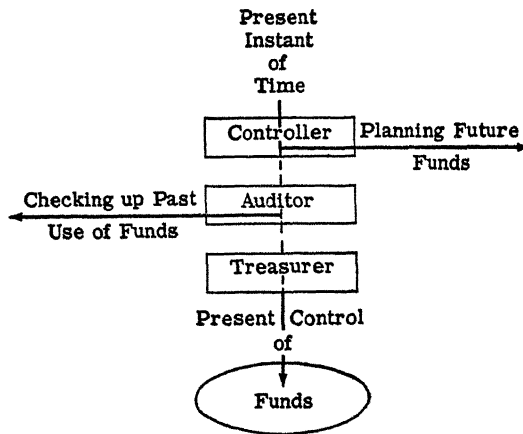 Present
Instant
of
Time
Controller
Planning Future
Funds
Checking up Past
Use of Funds
Auditor
Treasurer
Present Control
of
Funds